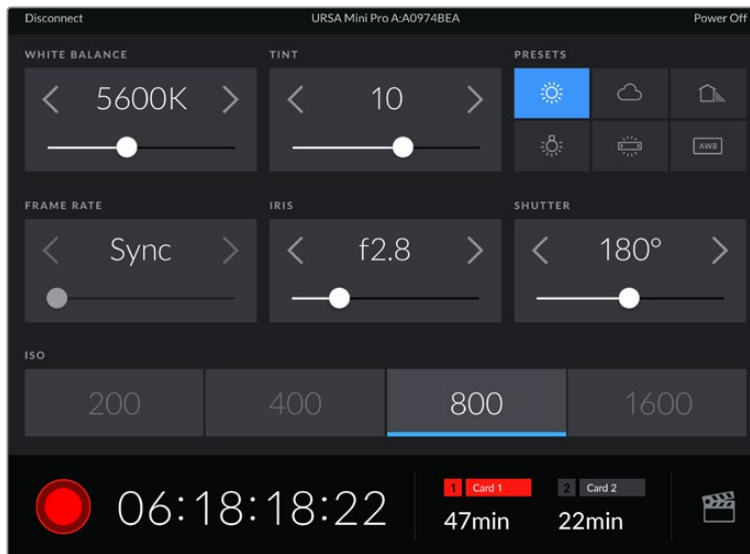 Disconnect URSA Mini Pro A:A0974BEA Power Off
WHITE BALANCE TINT PRESETS
5600K 10
AWB
FRAME RATE IRIS SHUTTER
Sync f2.8 180°
ISO
200 400 800 1600
1 Card 1 2 Card 2
06:18:18:22
47min 22min